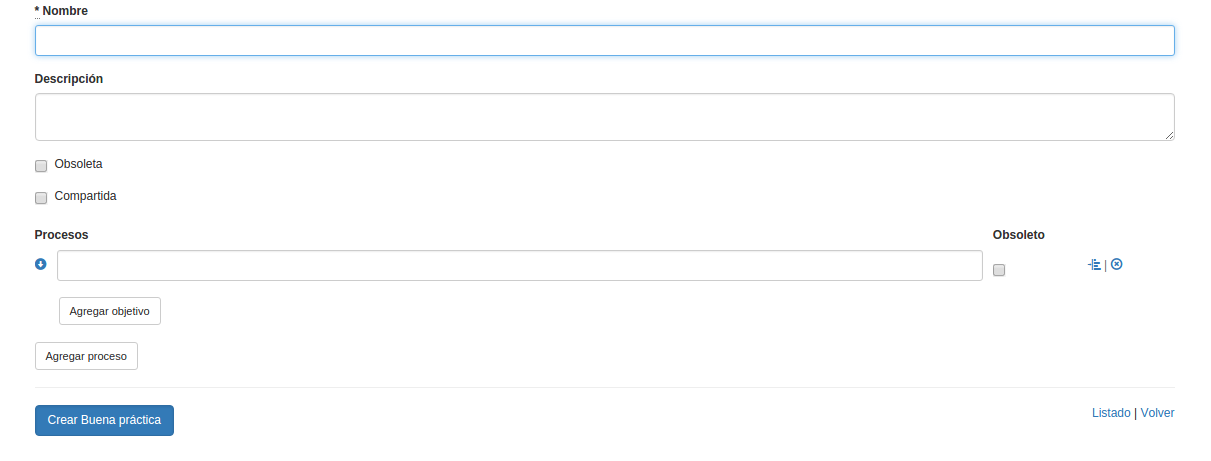 * Nombre
Descripción
Obsoleta
Compartida
Procesos Obsoleto
|
Agregar objetivo
Agregar proceso
Crear Buena práctica Listado | Volver